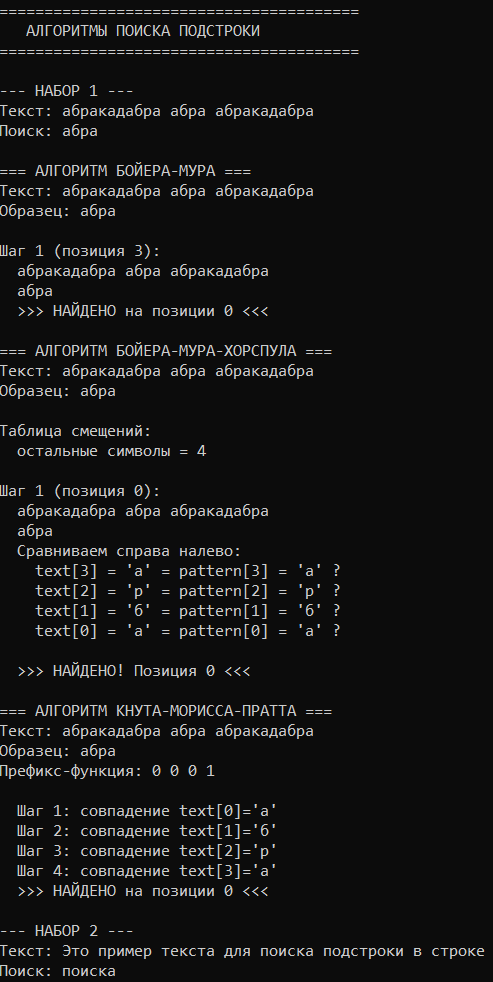 ========================================
   АЛГОРИТМЫ ПОИСКА ПОДСТРОКИ
========================================

--- НАБОР 1 ---
Текст: абракадабра абра абракадабра
Поиск: абра

=== АЛГОРИТМ БОЙЕРА-МУРА ===
Текст: абракадабра абра абракадабра
Образец: абра

Шаг 1 (позиция 3):
  абракадабра абра абракадабра
  абра
  >>> НАЙДЕНО на позиции 0 <<<

=== АЛГОРИТМ БОЙЕРА-МУРА-ХОРСПУЛА ===
Текст: абракадабра абра абракадабра
Образец: абра

Таблица смещений:
  остальные символы = 4

Шаг 1 (позиция 0):
  абракадабра абра абракадабра
  абра
  Сравниваем справа налево:
    text[3] = 'а' = pattern[3] = 'а' ?
    text[2] = 'р' = pattern[2] = 'р' ?
    text[1] = 'б' = pattern[1] = 'б' ?
    text[0] = 'а' = pattern[0] = 'а' ?

  >>> НАЙДЕНО! Позиция 0 <<<

=== АЛГОРИТМ КНУТА-МОРИССА-ПРАТТА ===
Текст: абракадабра абра абракадабра
Образец: абра
Префикс-функция: 0 0 0 1

  Шаг 1: совпадение text[0]='а'
  Шаг 2: совпадение text[1]='б'
  Шаг 3: совпадение text[2]='р'
  Шаг 4: совпадение text[3]='а'
  >>> НАЙДЕНО на позиции 0 <<<

--- НАБОР 2 ---
Текст: Это пример текста для поиска подстроки в строке
Поиск: поиска